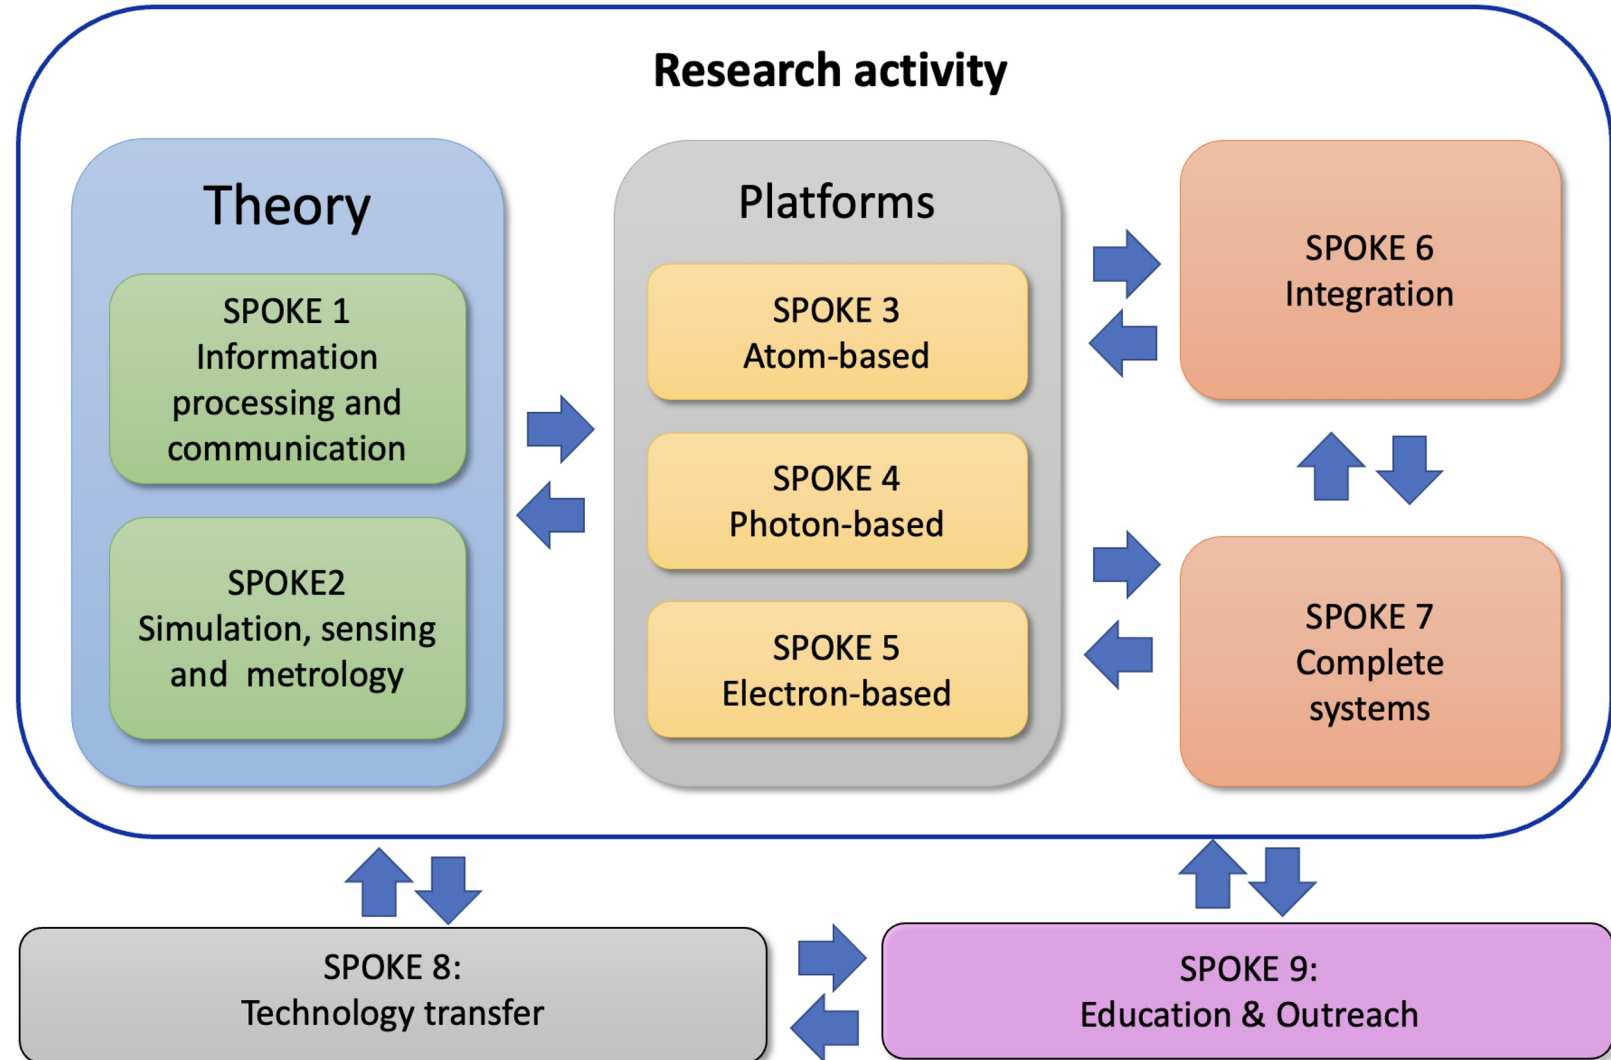 Research activity
Theory
SPOKE 1
Information
processing and
communication
SPOKE2
Simulation, sensing
and  metrology
Platforms
SPOKE 3
Atom-based
SPOKE 4
Photon-based
SPOKE 5
Electron-based
SPOKE 6
Integration
SPOKE 7
Complete
systems
SPOKE 8:
Technology transfer
SPOKE 9:
Education & Outreach